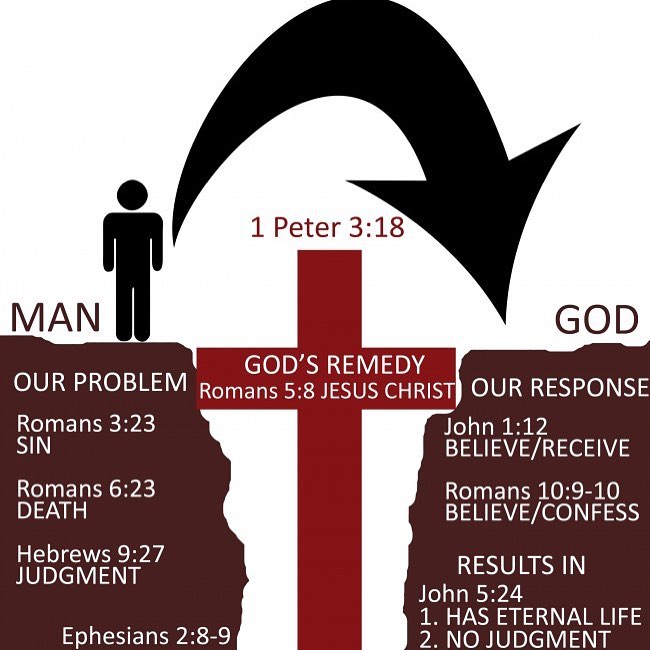 1 Peter 3:18
MAN
GOD
GOD'S REMEDY
Romans 5:8 JESUS CHRIST
OUR PROBLEM
Romans 3:23
SIN
Romans 6:23
DEATH
Hebrews 9:27
JUDGMENT
Ephesians 2:8-9
OUR RESPONSE
John 1:12
BELIEVE/RECEIVE
Romans 10:9-10
BELIEVE/CONFESS
RESULTS IN
John 5:24
1. HAS ETERNAL LIFE
2. NO JUDGMENT